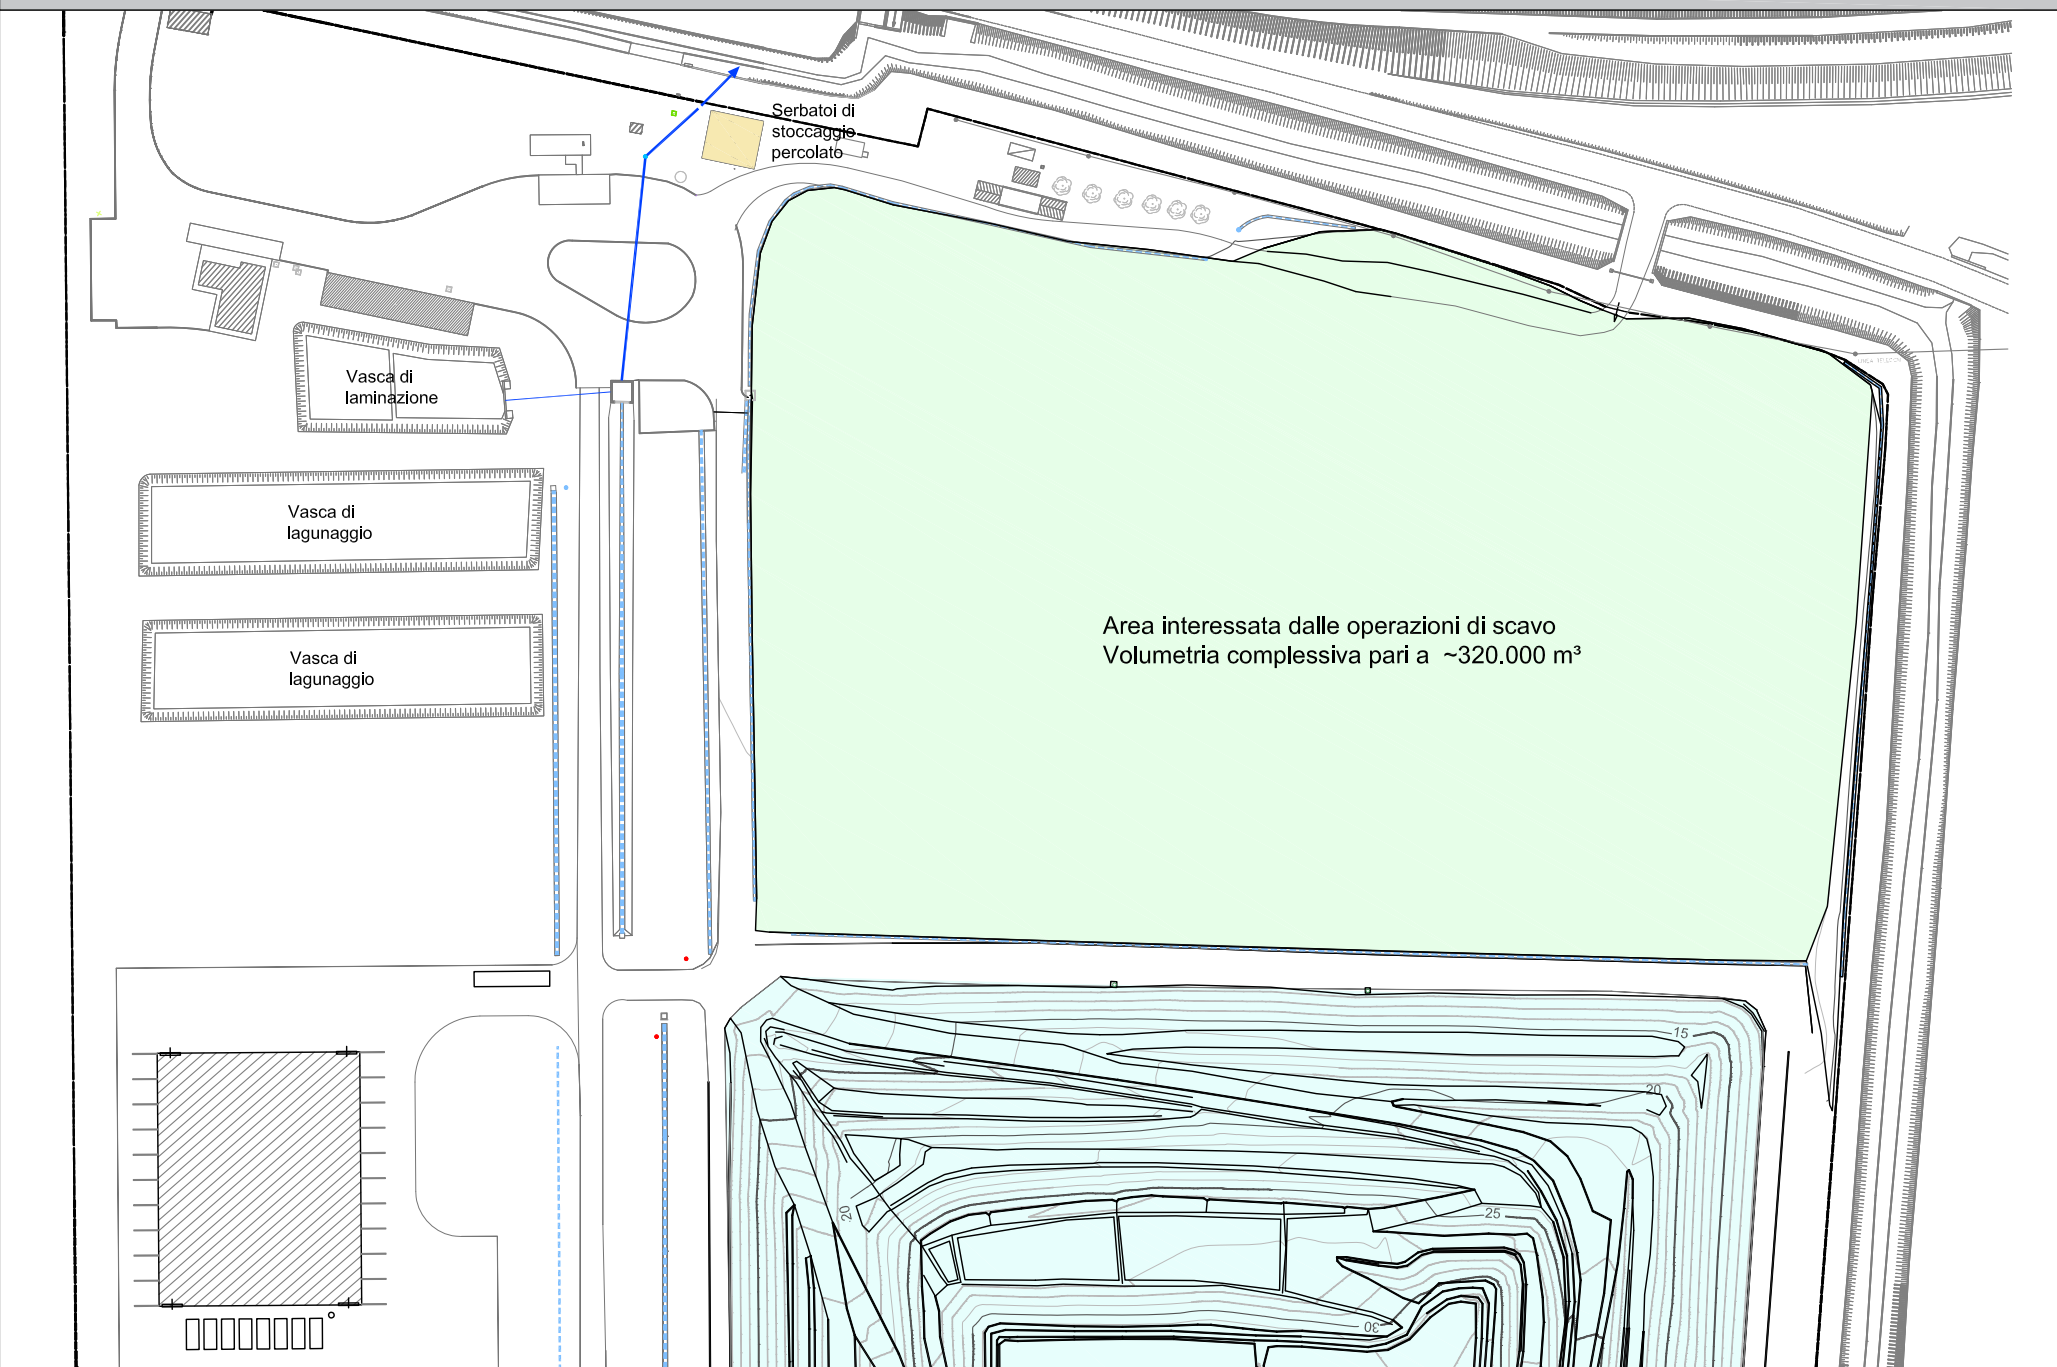 Serbatoi di
stoccaggio
percolato
Vasca di
laminazione
Vasca di
lagunaggio
Area interessata dalle operazioni di scavo
Volumetria complessiva pari a ~320.000 m³
Vasca di
lagunaggio
15
20
20
25
30